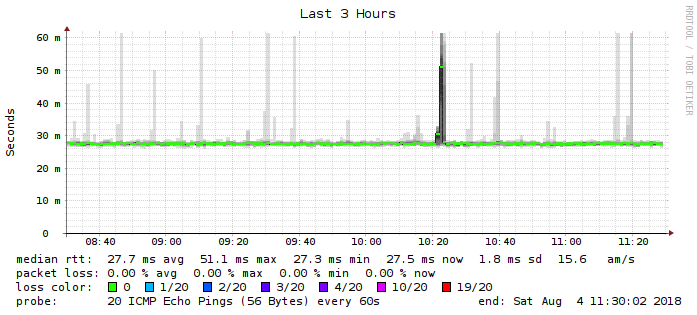 Last 3 Hours
RRDTOOL / TOBI OETIKER
Seconds
60 m
50 m
40 m
30 m
20 m
10 m
0
08:40 09:00 09:20 09:40 10:00 10:20 10:40 11:00 11:20
median rtt: 27.7 ms avg 51.1 ms max 27.3 ms min 27.5 ms now 1.8 ms sd 15.6 am/s
packet loss: 0.00 % avg 0.00 % max 0.00 % min 0.00 % now
loss color: 0 1/20 2/20 3/20 4/20 10/20 19/20
probe: 20 ICMP Echo Pings (56 Bytes) every 60s end: Sat Aug 4 11:30:02 2018